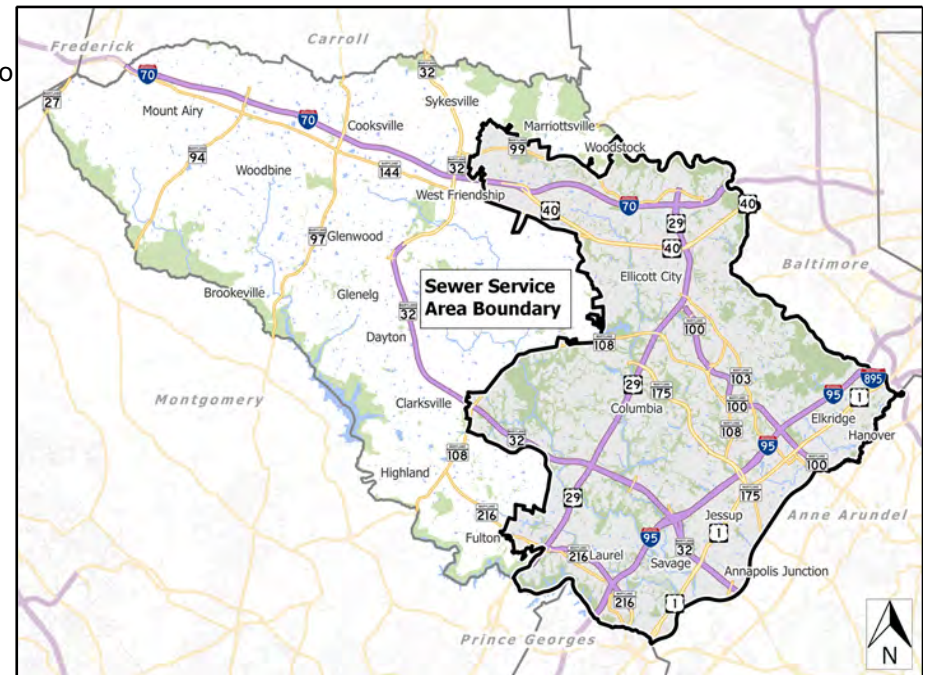 Frederick
Carroll
o
70
32
27
Mount Airy
70
Sykesville
Cooksville
Marriottsville
99
Woodstock
94
Woodbine
144
32
West Friendship
40
70
29
40
40
97
Glenwood
Baltimore
Ellicott City
Sewer Service
Area Boundary
Brookeville
Glenelg
32
Dayton
100
108
103
895
29
175
95
1
Columbia
100
Elkridge
Montgomery
Clarksville
108
Hanover
32
95
100
108
175
Highland
29
216
Jessup
Anne Arundel
1
Fulton
95
216
Laurel
32
Savage
Annapolis Junction
216
1
Prince Georges
N